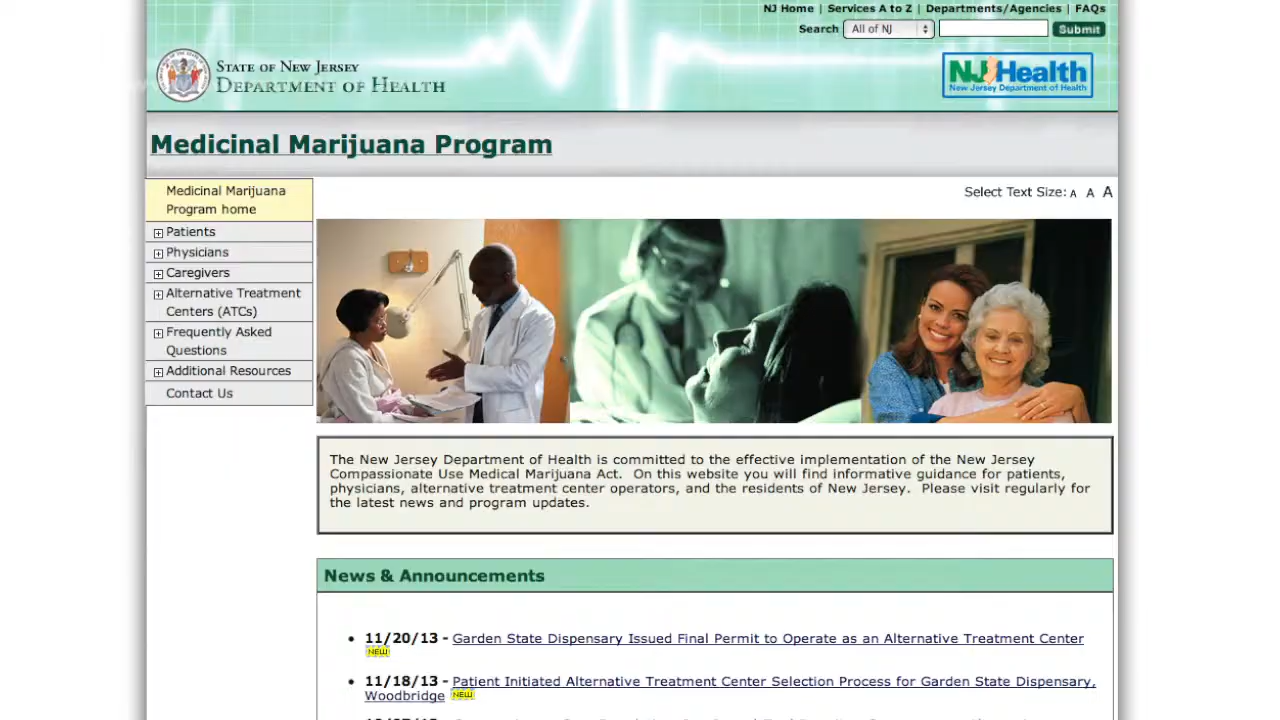 NJ Home | Services A to Z | Departments/Agencies | FAQs
Search All of NJ Submit
STATE OF NEW JERSEY
DEPARTMENT OF HEALTH
NJ Health
New Jersey Department of Health
Medicinal Marijuana Program
Medicinal Marijuana
Program home
Patients
Physicians
Caregivers
Alternative Treatment
Centers (ATCs)
Frequently Asked
Questions
Additional Resources
Contact Us
Select Text Size: A A A
The New Jersey Department of Health is committed to the effective implementation of the New Jersey
Compassionate Use Medical Marijuana Act. On this website you will find informative guidance for patients,
physicians, alternative treatment center operators, and the residents of New Jersey. Please visit regularly for
the latest news and program updates.
News & Announcements
• 11/20/13 - Garden State Dispensary Issued Final Permit to Operate as an Alternative Treatment Center
NEW
• 11/18/13 - Patient Initiated Alternative Treatment Center Selection Process for Garden State Dispensary,
Woodbridge NEW